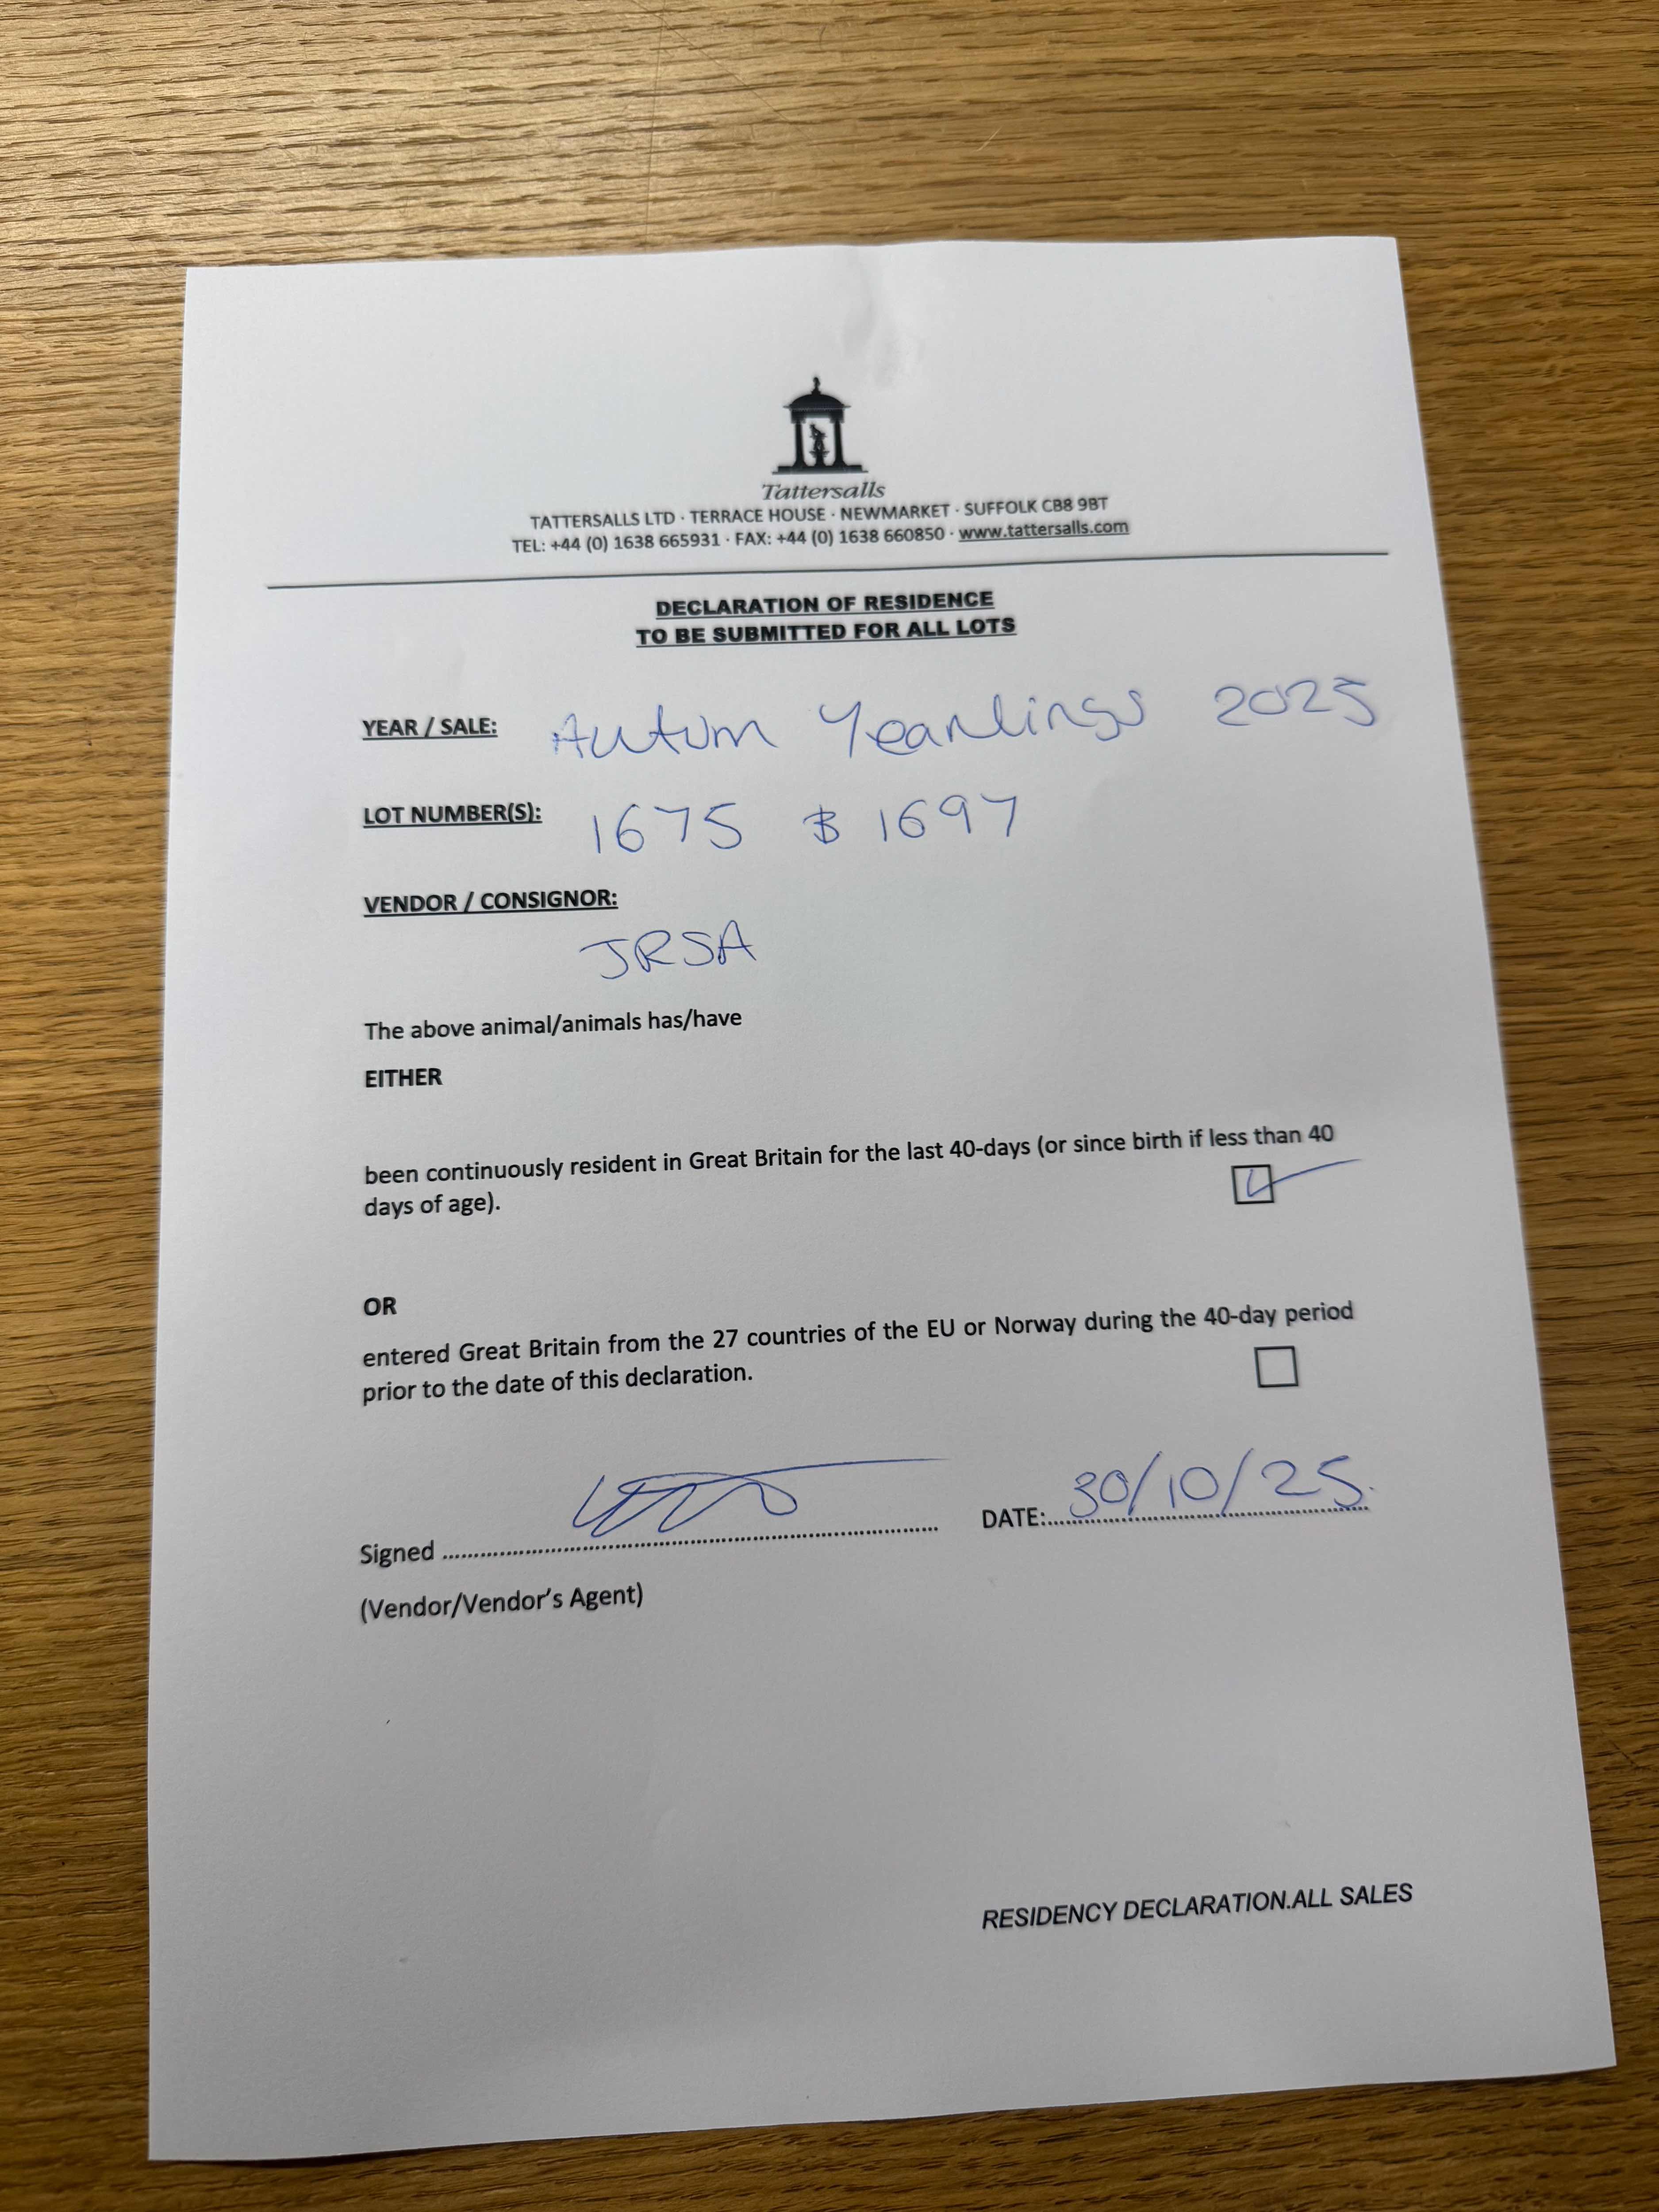 Tattersalls
TATTERSALLS LTD · TERRACE HOUSE · NEWMARKET · SUFFOLK CB8 9BT
TEL: +44 (0) 1638 665931 · FAX: +44 (0) 1638 660850 · www.tattersalls.com
DECLARATION OF RESIDENCE
TO BE SUBMITTED FOR ALL LOTS
YEAR / SALE: Autum Yearlings 2025
LOT NUMBER(S): 1675 & 1697
VENDOR / CONSIGNOR:
JRSA
The above animal/animals has/have
EITHER
been continuously resident in Great Britain for the last 40-days (or since birth if less than 40
days of age).
OR
entered Great Britain from the 27 countries of the EU or Norway during the 40-day period
prior to the date of this declaration.
Signed DATE: 30/10/25.
(Vendor/Vendor's Agent)
RESIDENCY DECLARATION.ALL SALES